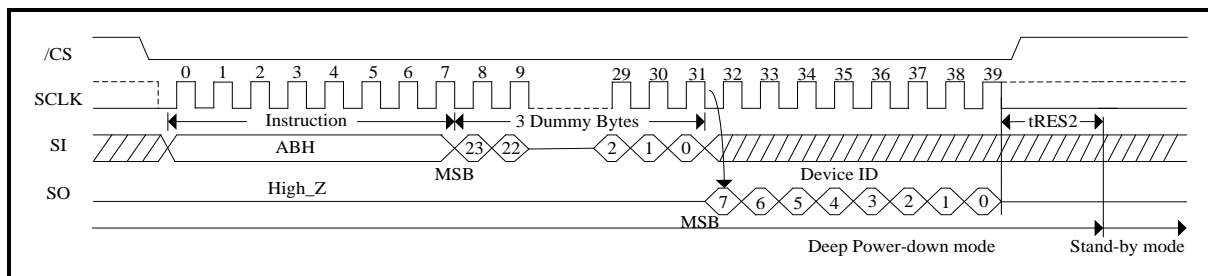 /CS
0 1 2 3 4 5 6 7 8 9 29 30 31 32 33 34 35 36 37 38 39
SCLK
Instruction 3 Dummy Bytes tRES2
SI ABH 23 22 2 1 0
MSB Device ID
SO High_Z 7 6 5 4 3 2 1 0
MSB
Deep Power-down mode Stand-by mode